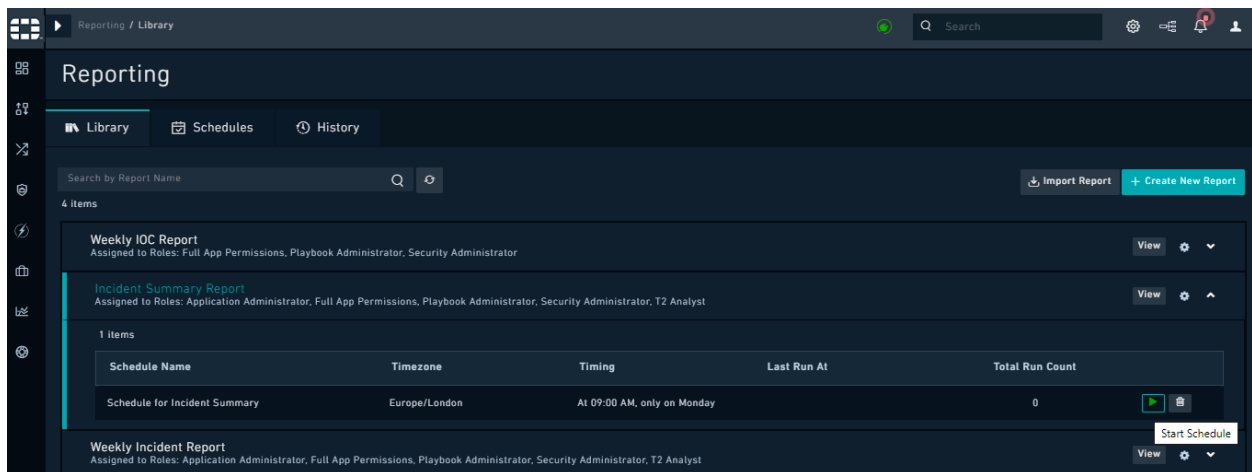 Reporting / Library
Search
Reporting
Library Schedules History
Search by Report Name
Import Report + Create New Report
4 items
Weekly IOC Report
Assigned to Roles: Full App Permissions, Playbook Administrator, Security Administrator
View
Incident Summary Report
Assigned to Roles: Application Administrator, Full App Permissions, Playbook Administrator, Security Administrator, T2 Analyst
View
1 items
Schedule Name Timezone Timing Last Run At Total Run Count
Schedule for Incident Summary Europe/London At 09:00 AM, only on Monday 0
Start Schedule
Weekly Incident Report
Assigned to Roles: Application Administrator, Full App Permissions, Playbook Administrator, Security Administrator, T2 Analyst
View